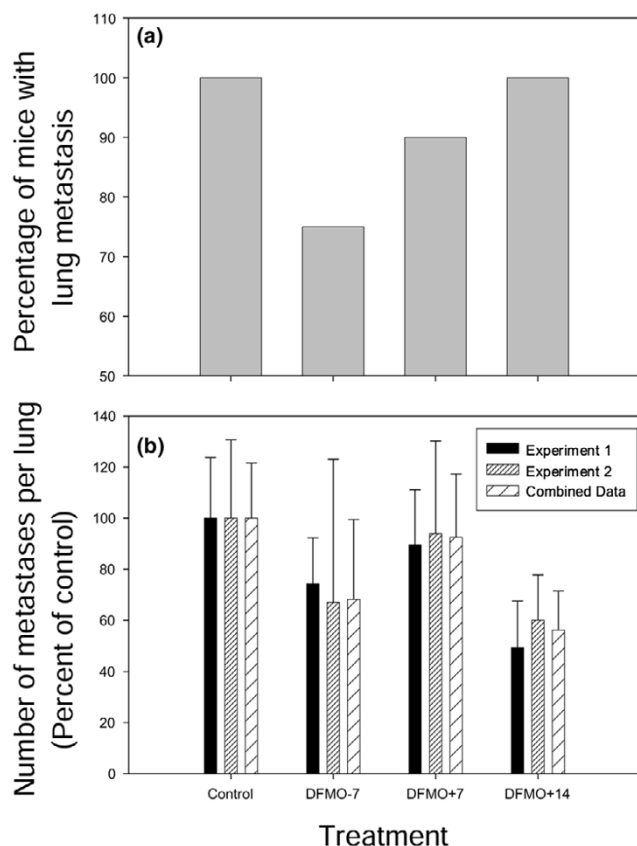 (a)
Percentage of mice with
lung metastasis
110
100
90
80
70
60
50
(b)
Number of metastases per lung
(Percent of control)
140
120
100
80
60
40
20
0
Experiment 1
Experiment 2
Combined Data
Control DFMO-7 DFMO+7 DFMO+14
Treatment